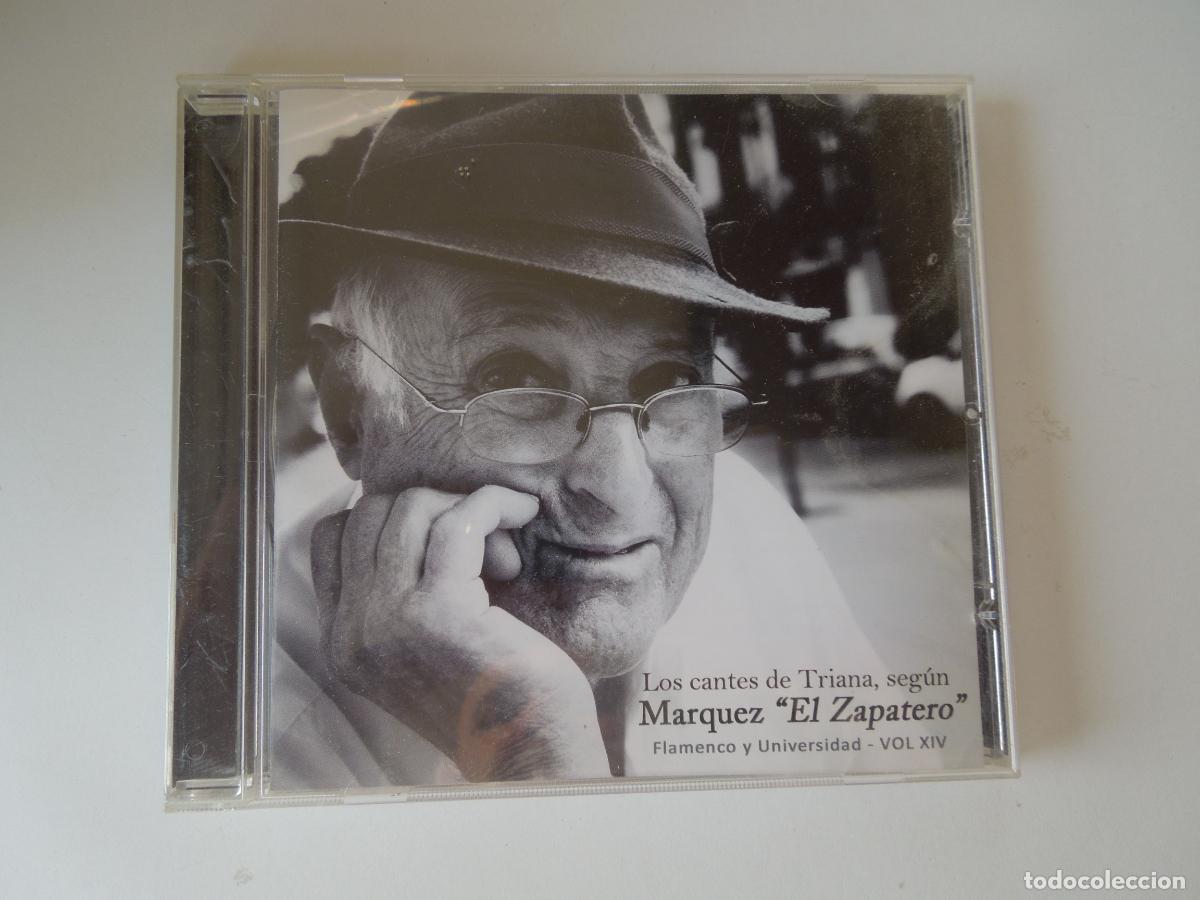 Los cantes de Triana, según
Marquez “El Zapatero”
Flamenco y Universidad - VOL XIV
todocoleccion